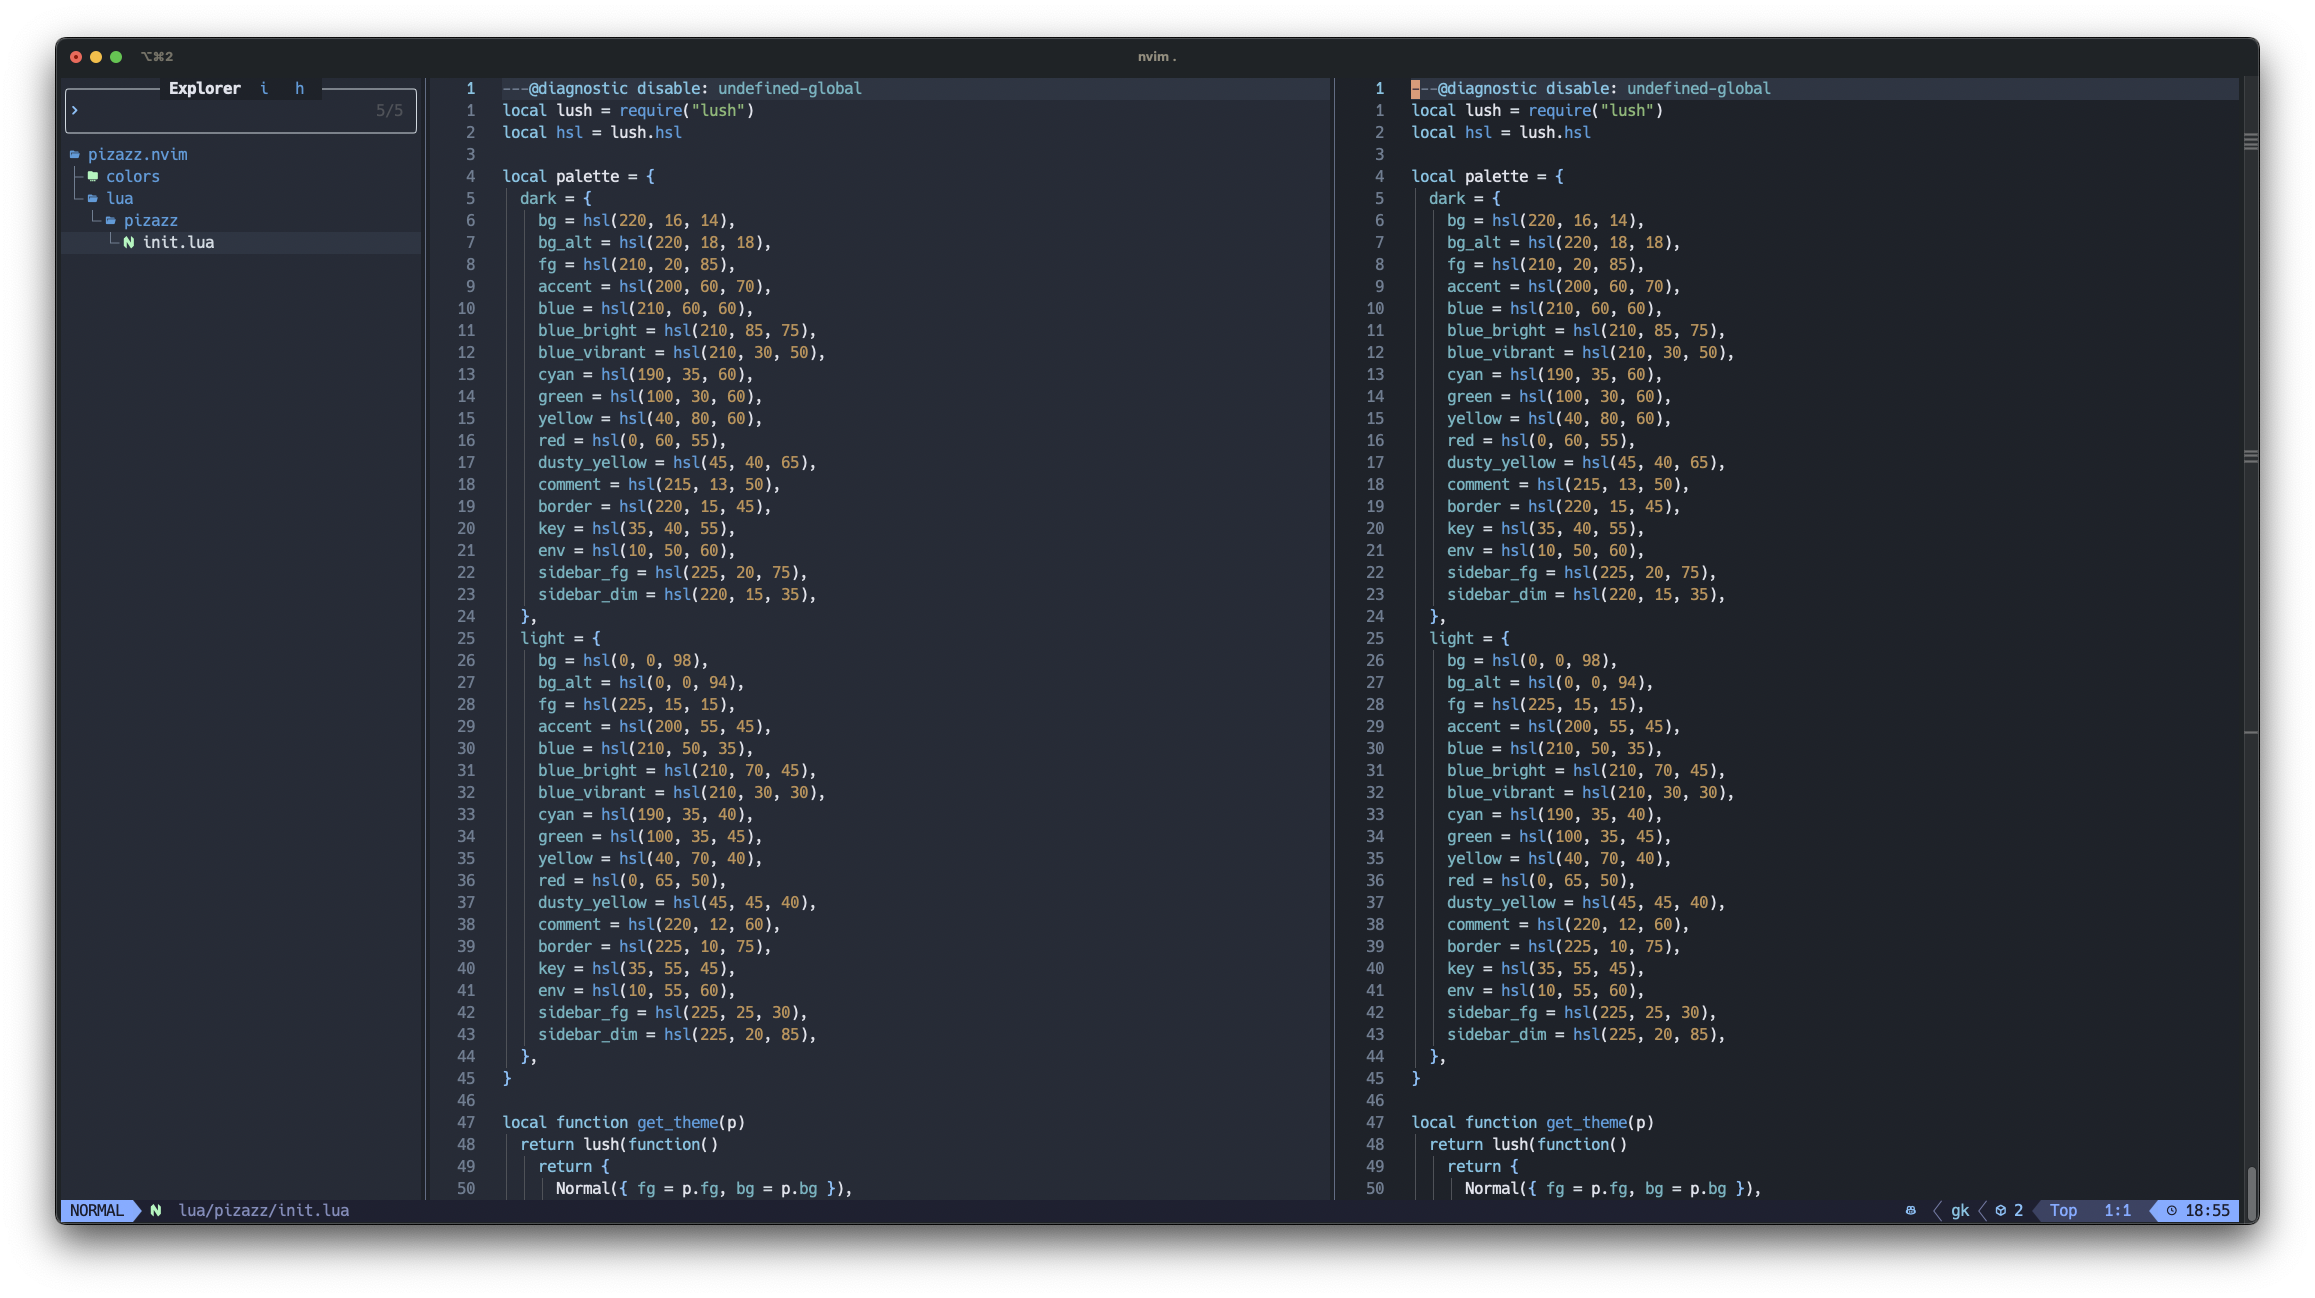 ⌥⌘2
nvim .
Explorer i h
› 5/5
pizazz.nvim
colors
lua
pizazz
init.lua
1 ---@diagnostic disable: undefined-global
1 local lush = require("lush")
2 local hsl = lush.hsl
3
4 local palette = {
5 dark = {
6 bg = hsl(220, 16, 14),
7 bg_alt = hsl(220, 18, 18),
8 fg = hsl(210, 20, 85),
9 accent = hsl(200, 60, 70),
10 blue = hsl(210, 60, 60),
11 blue_bright = hsl(210, 85, 75),
12 blue_vibrant = hsl(210, 30, 50),
13 cyan = hsl(190, 35, 60),
14 green = hsl(100, 30, 60),
15 yellow = hsl(40, 80, 60),
16 red = hsl(0, 60, 55),
17 dusty_yellow = hsl(45, 40, 65),
18 comment = hsl(215, 13, 50),
19 border = hsl(220, 15, 45),
20 key = hsl(35, 40, 55),
21 env = hsl(10, 50, 60),
22 sidebar_fg = hsl(225, 20, 75),
23 sidebar_dim = hsl(220, 15, 35),
24 },
25 light = {
26 bg = hsl(0, 0, 98),
27 bg_alt = hsl(0, 0, 94),
28 fg = hsl(225, 15, 15),
29 accent = hsl(200, 55, 45),
30 blue = hsl(210, 50, 35),
31 blue_bright = hsl(210, 70, 45),
32 blue_vibrant = hsl(210, 30, 30),
33 cyan = hsl(190, 35, 40),
34 green = hsl(100, 35, 45),
35 yellow = hsl(40, 70, 40),
36 red = hsl(0, 65, 50),
37 dusty_yellow = hsl(45, 45, 40),
38 comment = hsl(220, 12, 60),
39 border = hsl(225, 10, 75),
40 key = hsl(35, 55, 45),
41 env = hsl(10, 55, 60),
42 sidebar_fg = hsl(225, 25, 30),
43 sidebar_dim = hsl(225, 20, 85),
44 },
45 }
46
47 local function get_theme(p)
48 return lush(function()
49 return {
50 Normal({ fg = p.fg, bg = p.bg }),
1 ---@diagnostic disable: undefined-global
1 local lush = require("lush")
2 local hsl = lush.hsl
3
4 local palette = {
5 dark = {
6 bg = hsl(220, 16, 14),
7 bg_alt = hsl(220, 18, 18),
8 fg = hsl(210, 20, 85),
9 accent = hsl(200, 60, 70),
10 blue = hsl(210, 60, 60),
11 blue_bright = hsl(210, 85, 75),
12 blue_vibrant = hsl(210, 30, 50),
13 cyan = hsl(190, 35, 60),
14 green = hsl(100, 30, 60),
15 yellow = hsl(40, 80, 60),
16 red = hsl(0, 60, 55),
17 dusty_yellow = hsl(45, 40, 65),
18 comment = hsl(215, 13, 50),
19 border = hsl(220, 15, 45),
20 key = hsl(35, 40, 55),
21 env = hsl(10, 50, 60),
22 sidebar_fg = hsl(225, 20, 75),
23 sidebar_dim = hsl(220, 15, 35),
24 },
25 light = {
26 bg = hsl(0, 0, 98),
27 bg_alt = hsl(0, 0, 94),
28 fg = hsl(225, 15, 15),
29 accent = hsl(200, 55, 45),
30 blue = hsl(210, 50, 35),
31 blue_bright = hsl(210, 70, 45),
32 blue_vibrant = hsl(210, 30, 30),
33 cyan = hsl(190, 35, 40),
34 green = hsl(100, 35, 45),
35 yellow = hsl(40, 70, 40),
36 red = hsl(0, 65, 50),
37 dusty_yellow = hsl(45, 45, 40),
38 comment = hsl(220, 12, 60),
39 border = hsl(225, 10, 75),
40 key = hsl(35, 55, 45),
41 env = hsl(10, 55, 60),
42 sidebar_fg = hsl(225, 25, 30),
43 sidebar_dim = hsl(225, 20, 85),
44 },
45 }
46
47 local function get_theme(p)
48 return lush(function()
49 return {
50 Normal({ fg = p.fg, bg = p.bg }),
NORMAL lua/pizazz/init.lua gk 2 Top 1:1 18:55